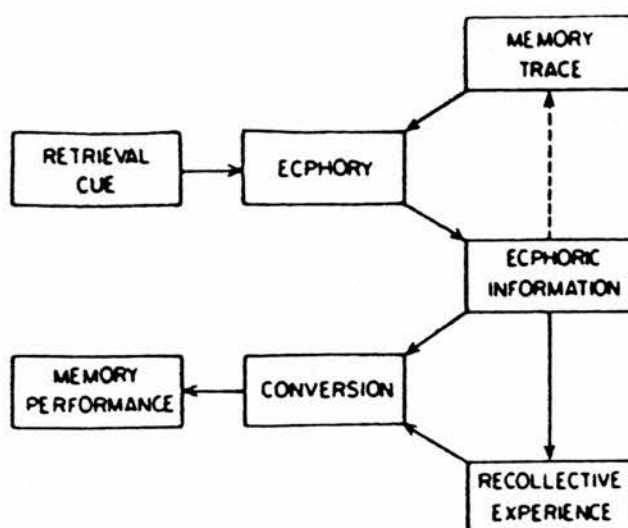 MEMORY
TRACE
RETRIEVAL
CUE
ECPHORY
ECPHORIC
INFORMATION
MEMORY
PERFORMANCE
CONVERSION
RECOLLECTIVE
EXPERIENCE